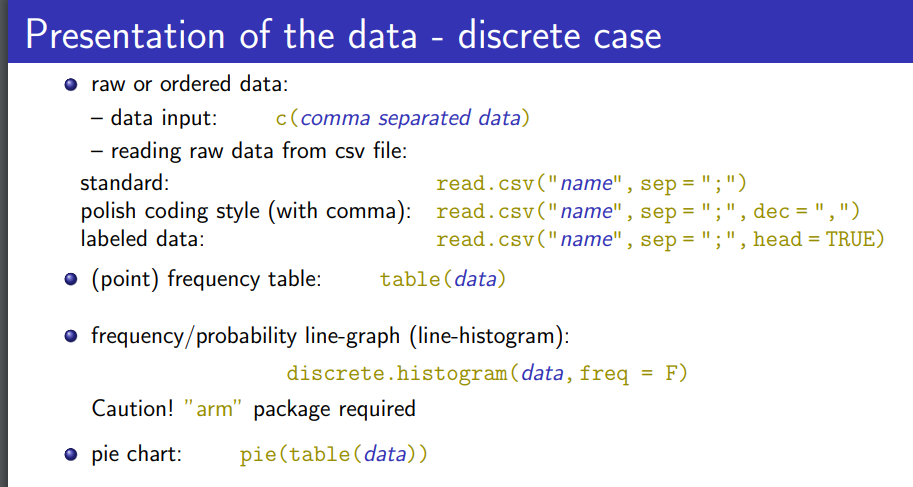 Presentation of the data - discrete case
raw or ordered data:
– data input: c(comma separated data)
– reading raw data from csv file:
standard: read.csv("name", sep = ";")
polish coding style (with comma): read.csv("name", sep = ";", dec = ",")
labeled data: read.csv("name", sep = ";", head = TRUE)
(point) frequency table: table(data)
frequency/probability line-graph (line-histogram):
discrete.histogram(data, freq = F)
Caution! ”arm” package required
pie chart: pie(table(data))